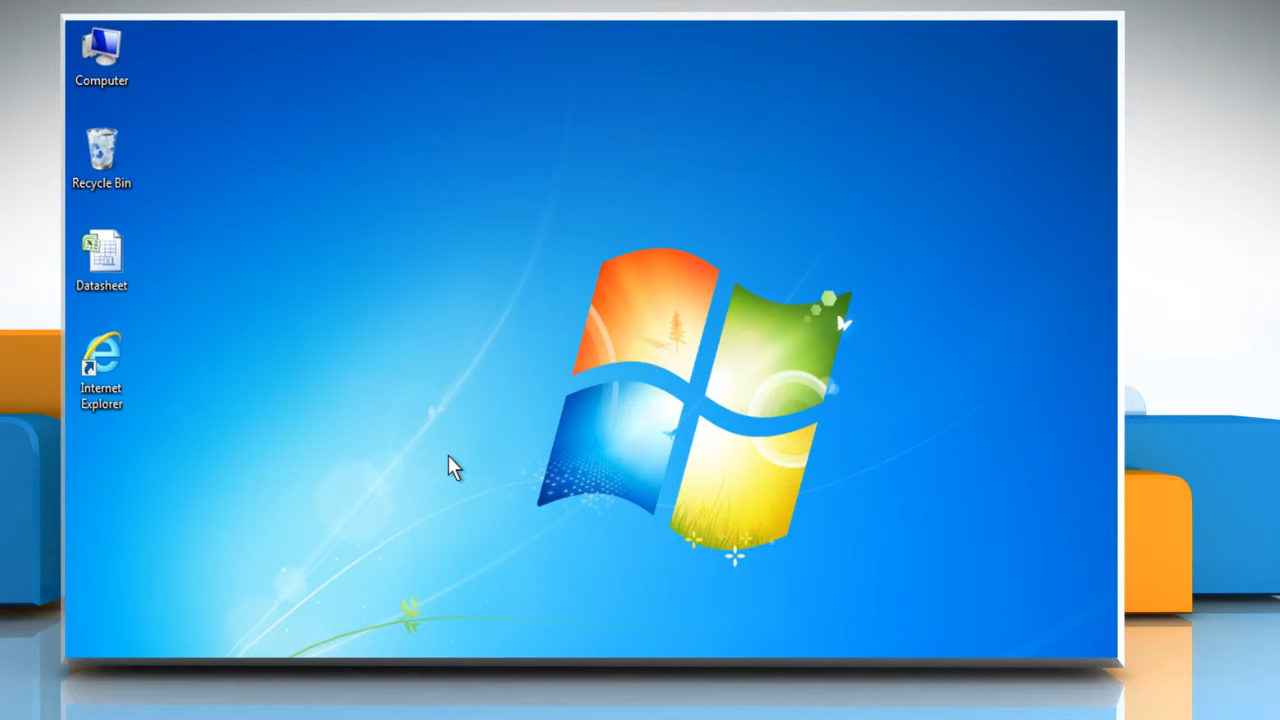 Computer
Recycle Bin
Datasheet
Internet
Explorer